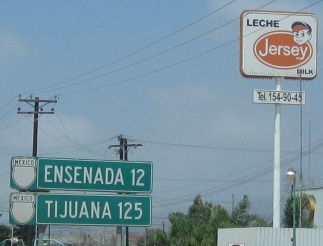 LECHE
Jersey
MILK
Tel. 154-90-45
MEXICO
ENSENADA 12
MEXICO
TIJUANA 125